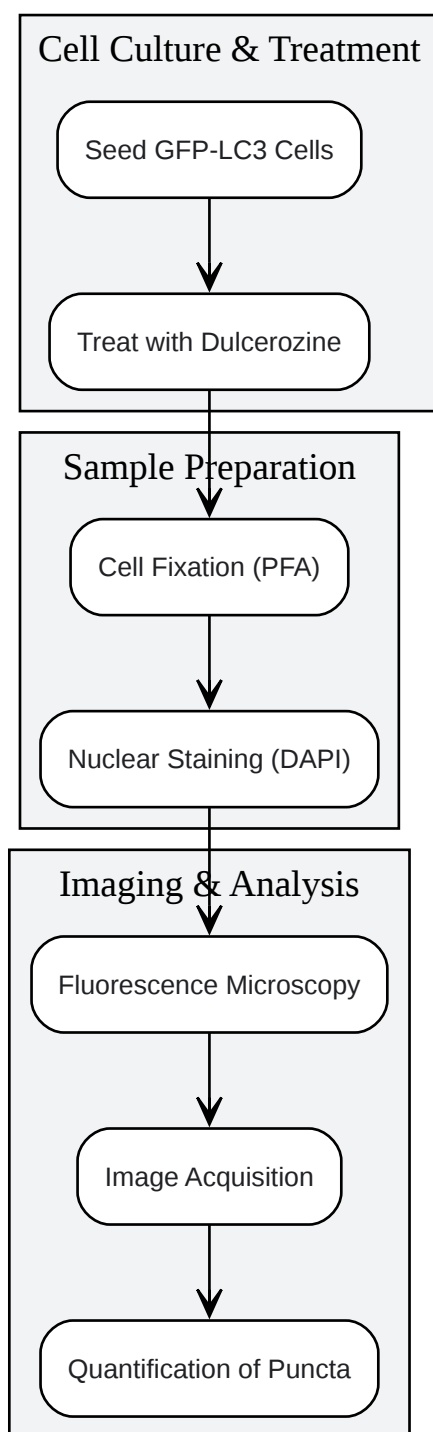 Cell Culture & Treatment
Seed GFP-LC3 Cells
Treat with Dulcerozine
Sample Preparation
Cell Fixation (PFA)
Nuclear Staining (DAPI)
Imaging & Analysis
Fluorescence Microscopy
Image Acquisition
Quantification of Puncta